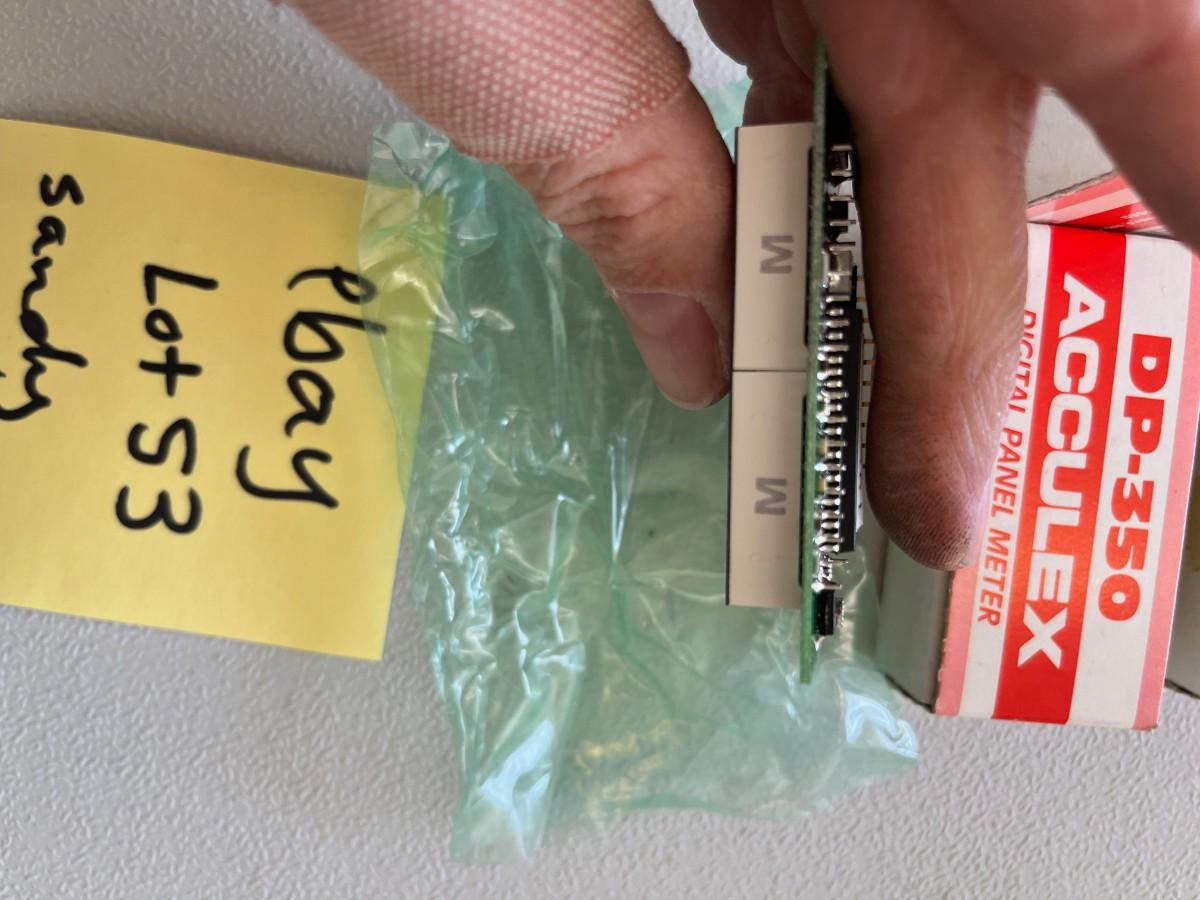 ebay
Lot 53
sandy
M
M
DP-350
ACCULEX
DIGITAL PANEL METER